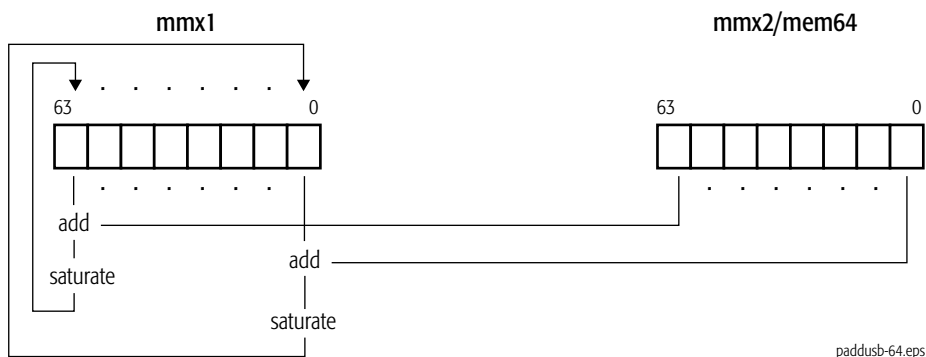 mmx1 mmx2/mem64
63 0 63 0
add
add
saturate
saturate
paddusb-64.eps